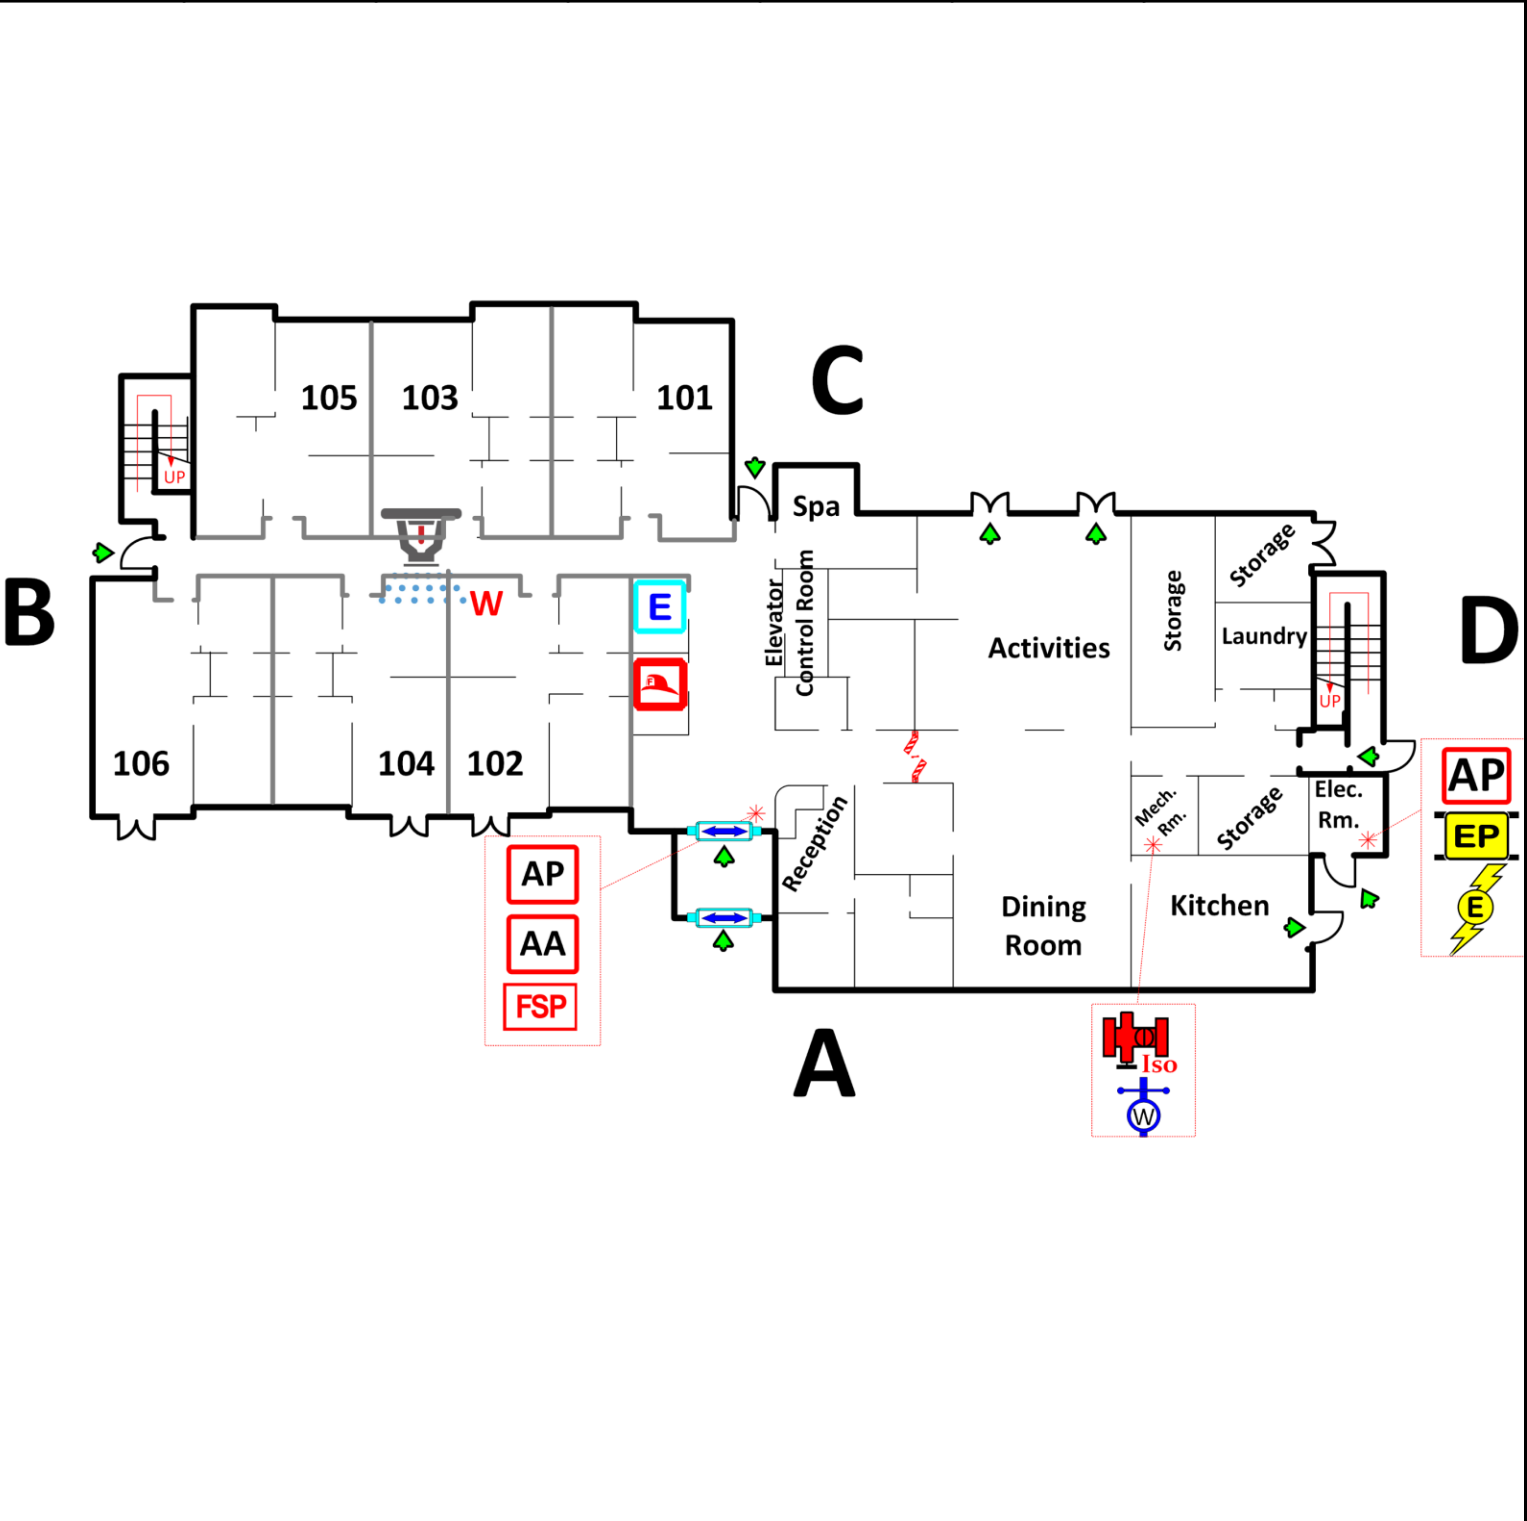 C
105
103
101
UP
Spa
Storage
B
W
E
Elevator
Control Room
Activities
Storage
Laundry
D
F
UP
106
104
102
AP
Elec.
Rm.
Mech.
Rm.
Storage
Reception
EP
AP
E
Dining
Room
Kitchen
AA
FSP
A
Iso
W